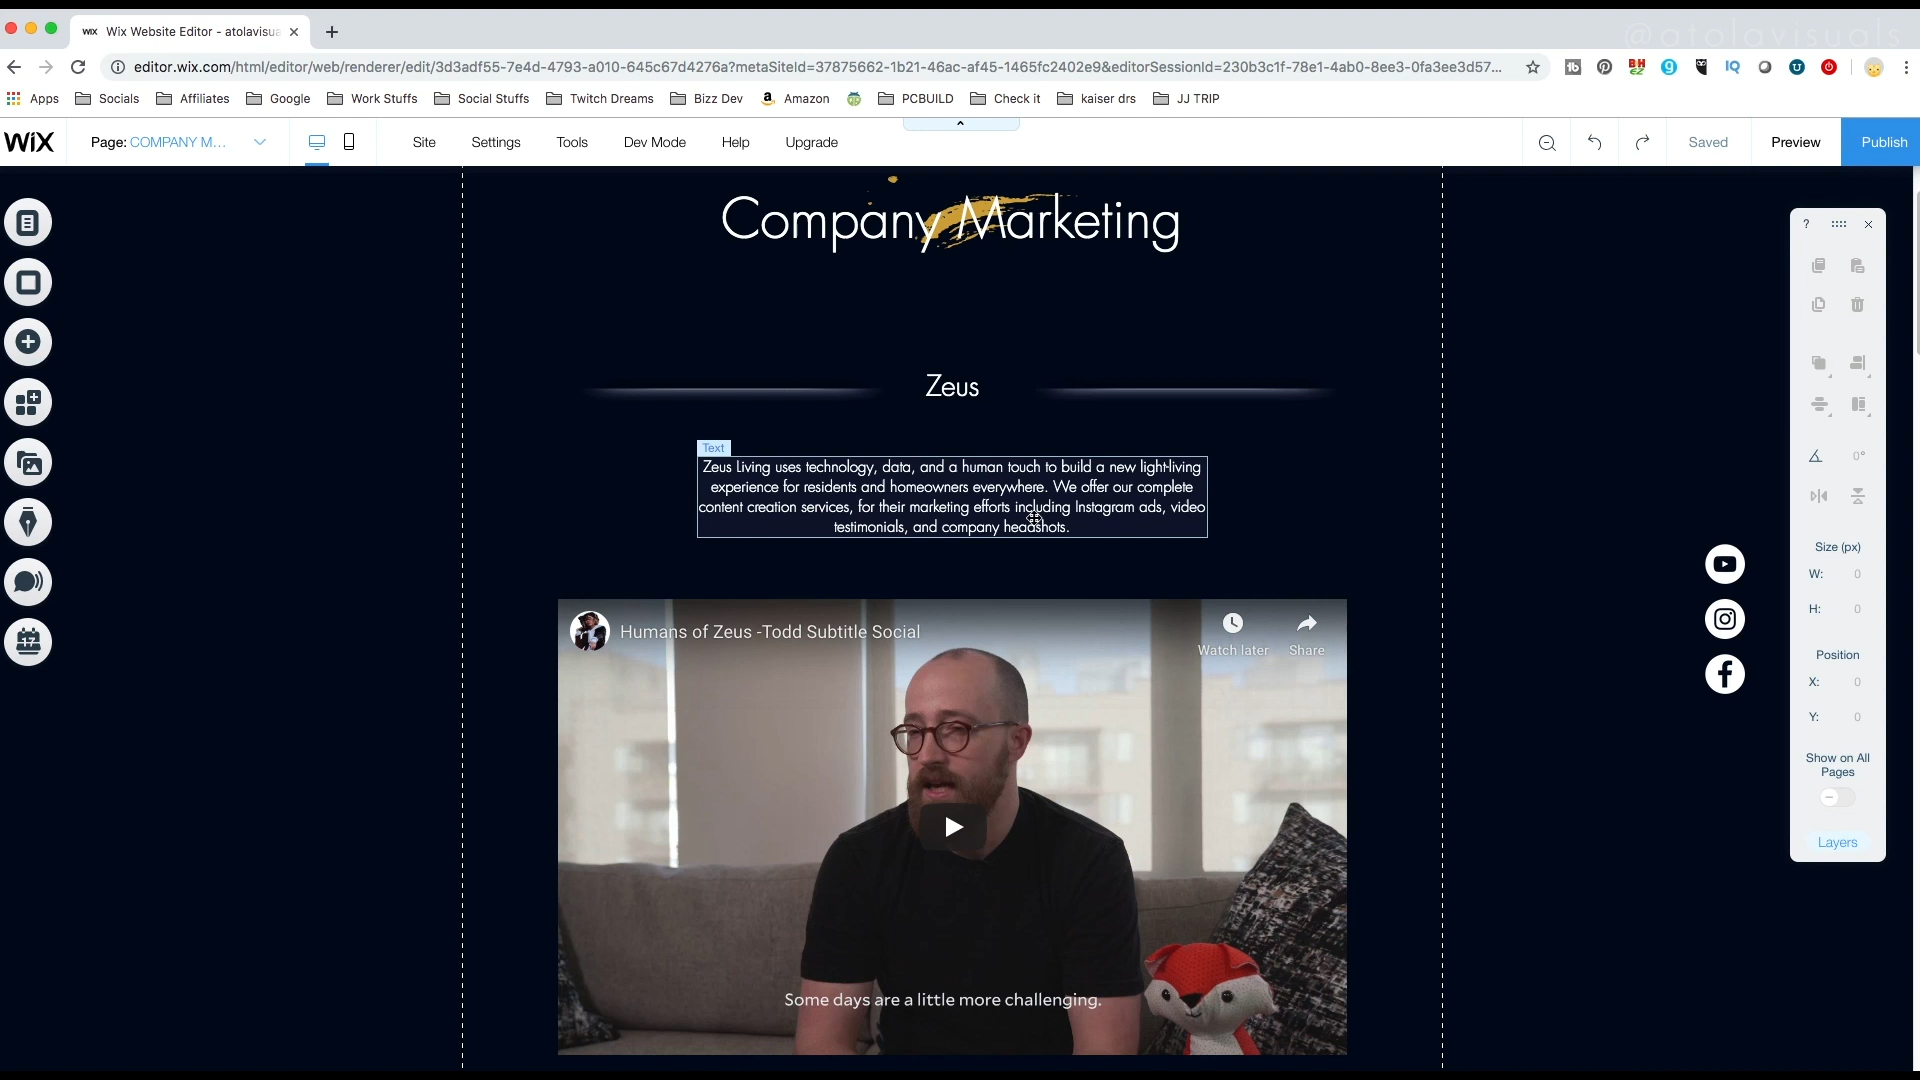 @atolavisuals
WiX Wix Website Editor - atolavisua
editor.wix.com/html/editor/web/renderer/edit/3d3adf55-7e4d-4793-a010-645c67d4276a?metaSiteId=37875662-1b21-46ac-af45-1465fc2402e9&editorSessionId=230b3c1f-78e1-4ab0-8ee3-0fa3ee3d57...
Apps Socials Affiliates Google Work Stuffs Social Stuffs Twitch Dreams Bizz Dev Amazon PCBUILD Check it kaiser drs JJ TRIP
WiX Page: COMPANY M... Site Settings Tools Dev Mode Help Upgrade Saved Preview Publish
Company Marketing
Zeus
Text
Zeus Living uses technology, data, and a human touch to build a new light-living
experience for residents and homeowners everywhere. We offer our complete
content creation services, for their marketing efforts including Instagram ads, video
testimonials, and company headshots.
Humans of Zeus -Todd Subtitle Social
Watch later Share
Some days are a little more challenging.
?
0°
Size (px)
W: 0
H: 0
Position
X: 0
Y: 0
Show on All
Pages
Layers
17